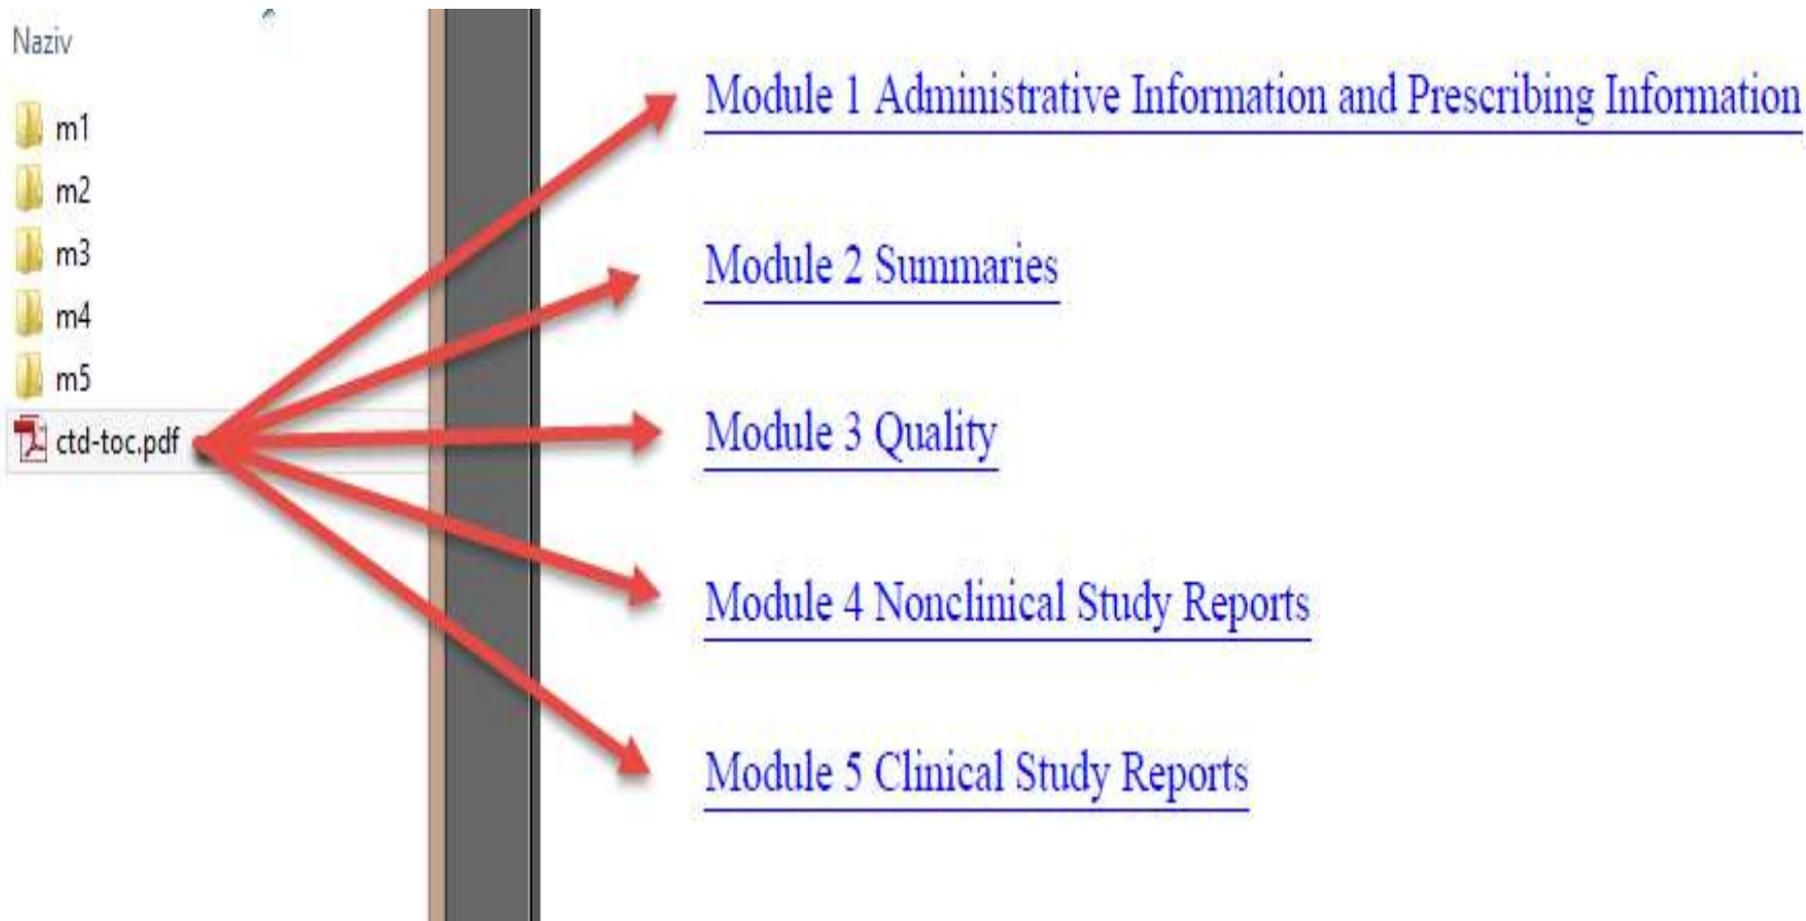 Naziv
m1
m2
m3
m4
m5
ctd-toc.pdf
Module 1 Administrative Information and Prescribing Information
Module 2 Summaries
Module 3 Quality
Module 4 Nonclinical Study Reports
Module 5 Clinical Study Reports